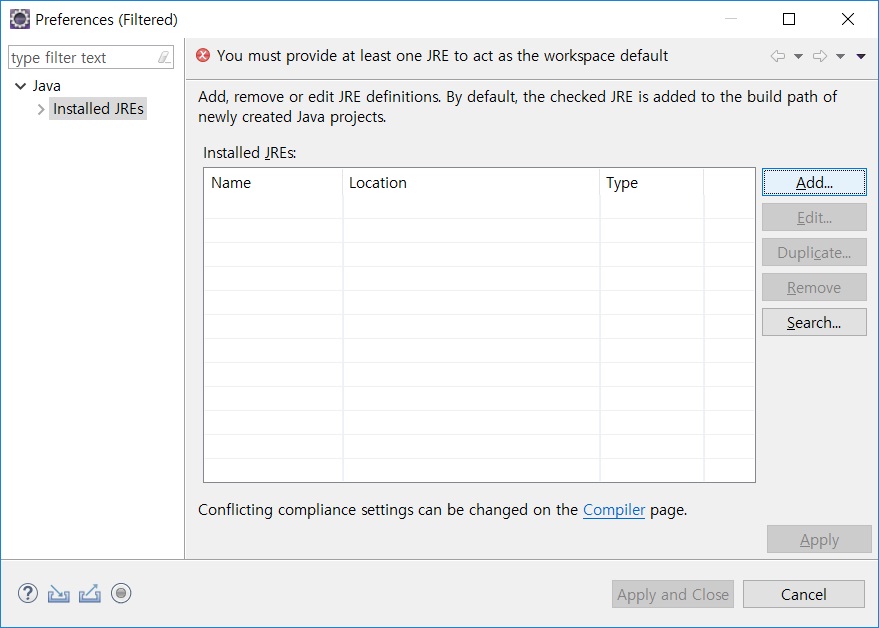 Preferences (Filtered)
type filter text
Java
Installed JREs
You must provide at least one JRE to act as the workspace default
Add, remove or edit JRE definitions. By default, the checked JRE is added to the build path of
newly created Java projects.
Installed JREs:
Name Location Type
Add...
Edit...
Duplicate...
Remove
Search...
Conflicting compliance settings can be changed on the Compiler page.
Apply
Apply and Close Cancel